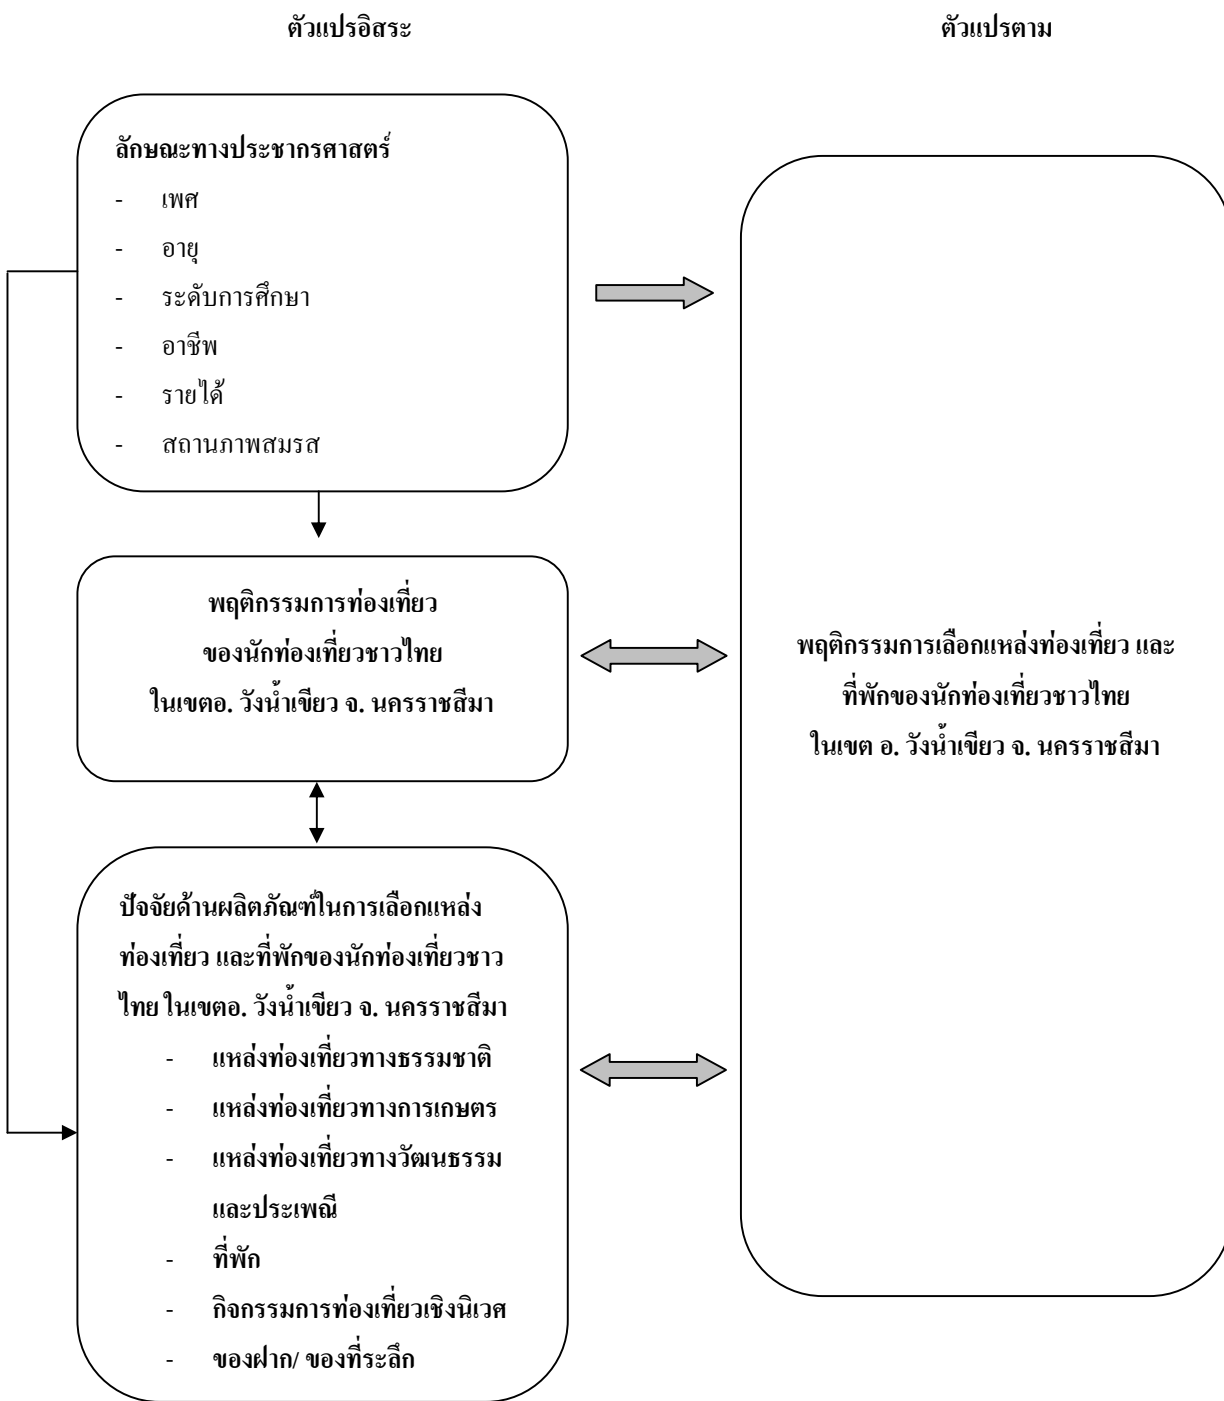 ตัวแปรอิสระ
ตัวแปรตาม
ลักษณะทางประชากรศาสตร์
- เพศ
- อายุ
- ระดับการศึกษา
- อาชีพ
- รายได้
- สถานภาพสมรส
พฤติกรรมการท่องเที่ยว
ของนักท่องเที่ยวชาวไทย
ในเขตอ. วังน้ำเขียว จ. นครราชสีมา
ปัจจัยด้านผลิตภัณฑ์ในการเลือกแหล่ง
ท่องเที่ยว และที่พักของนักท่องเที่ยวชาว
ไทย ในเขตอ. วังน้ำเขียว จ. นครราชสีมา
- แหล่งท่องเที่ยวทางธรรมชาติ
- แหล่งท่องเที่ยวทางการเกษตร
- แหล่งท่องเที่ยวทางวัฒนธรรม
และประเพณี
- ที่พัก
- กิจกรรมการท่องเที่ยวเชิงนิเวศ
- ของฝาก/ ของที่ระลึก
พฤติกรรมการเลือกแหล่งท่องเที่ยว และ
ที่พักของนักท่องเที่ยวชาวไทย
ในเขต อ. วังน้ำเขียว จ. นครราชสีมา